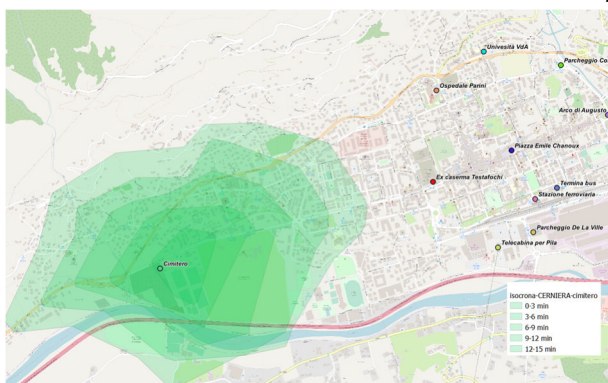 Univesità VdA
Parcheggio Co
Ospedale Parini
Arco di Augusto
Piazza Emile Chanoux
Ex caserma Testafochi
Termina bus
Stazione ferroviaria
Parcheggio De La Ville
Telecabina per Pila
Cimitero
isocrona-CERNIERA-cimitero
0-3 min
3-6 min
6-9 min
9-12 min
12-15 min